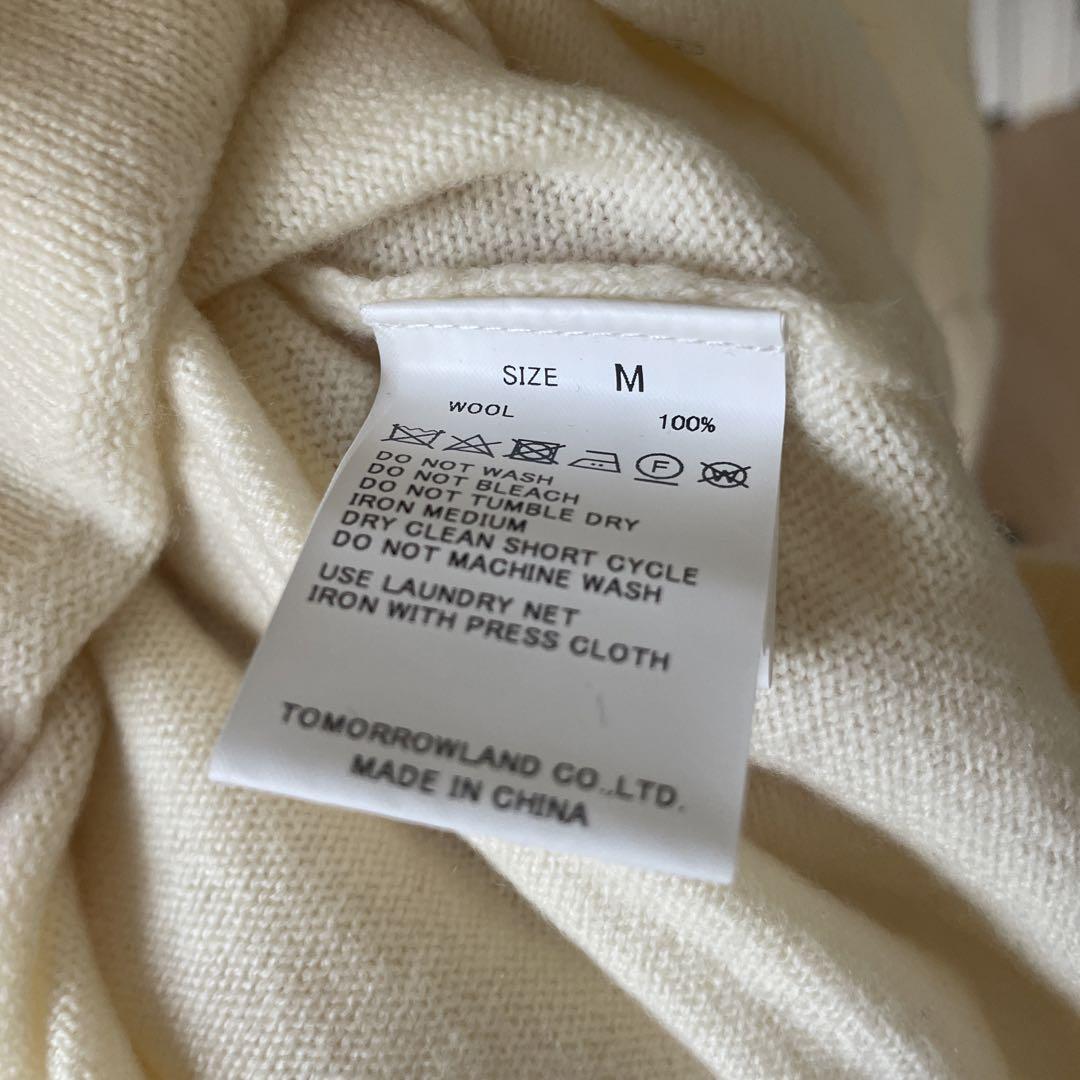 SIZE M
WOOL 100%
F W
DO NOT WASH
DO NOT BLEACH
DO NOT TUMBLE DRY
IRON MEDIUM
DRY CLEAN SHORT CYCLE
DO NOT MACHINE WASH
USE LAUNDRY NET
IRON WITH PRESS CLOTH
TOMORROWLAND CO.,LTD.
MADE IN CHINA